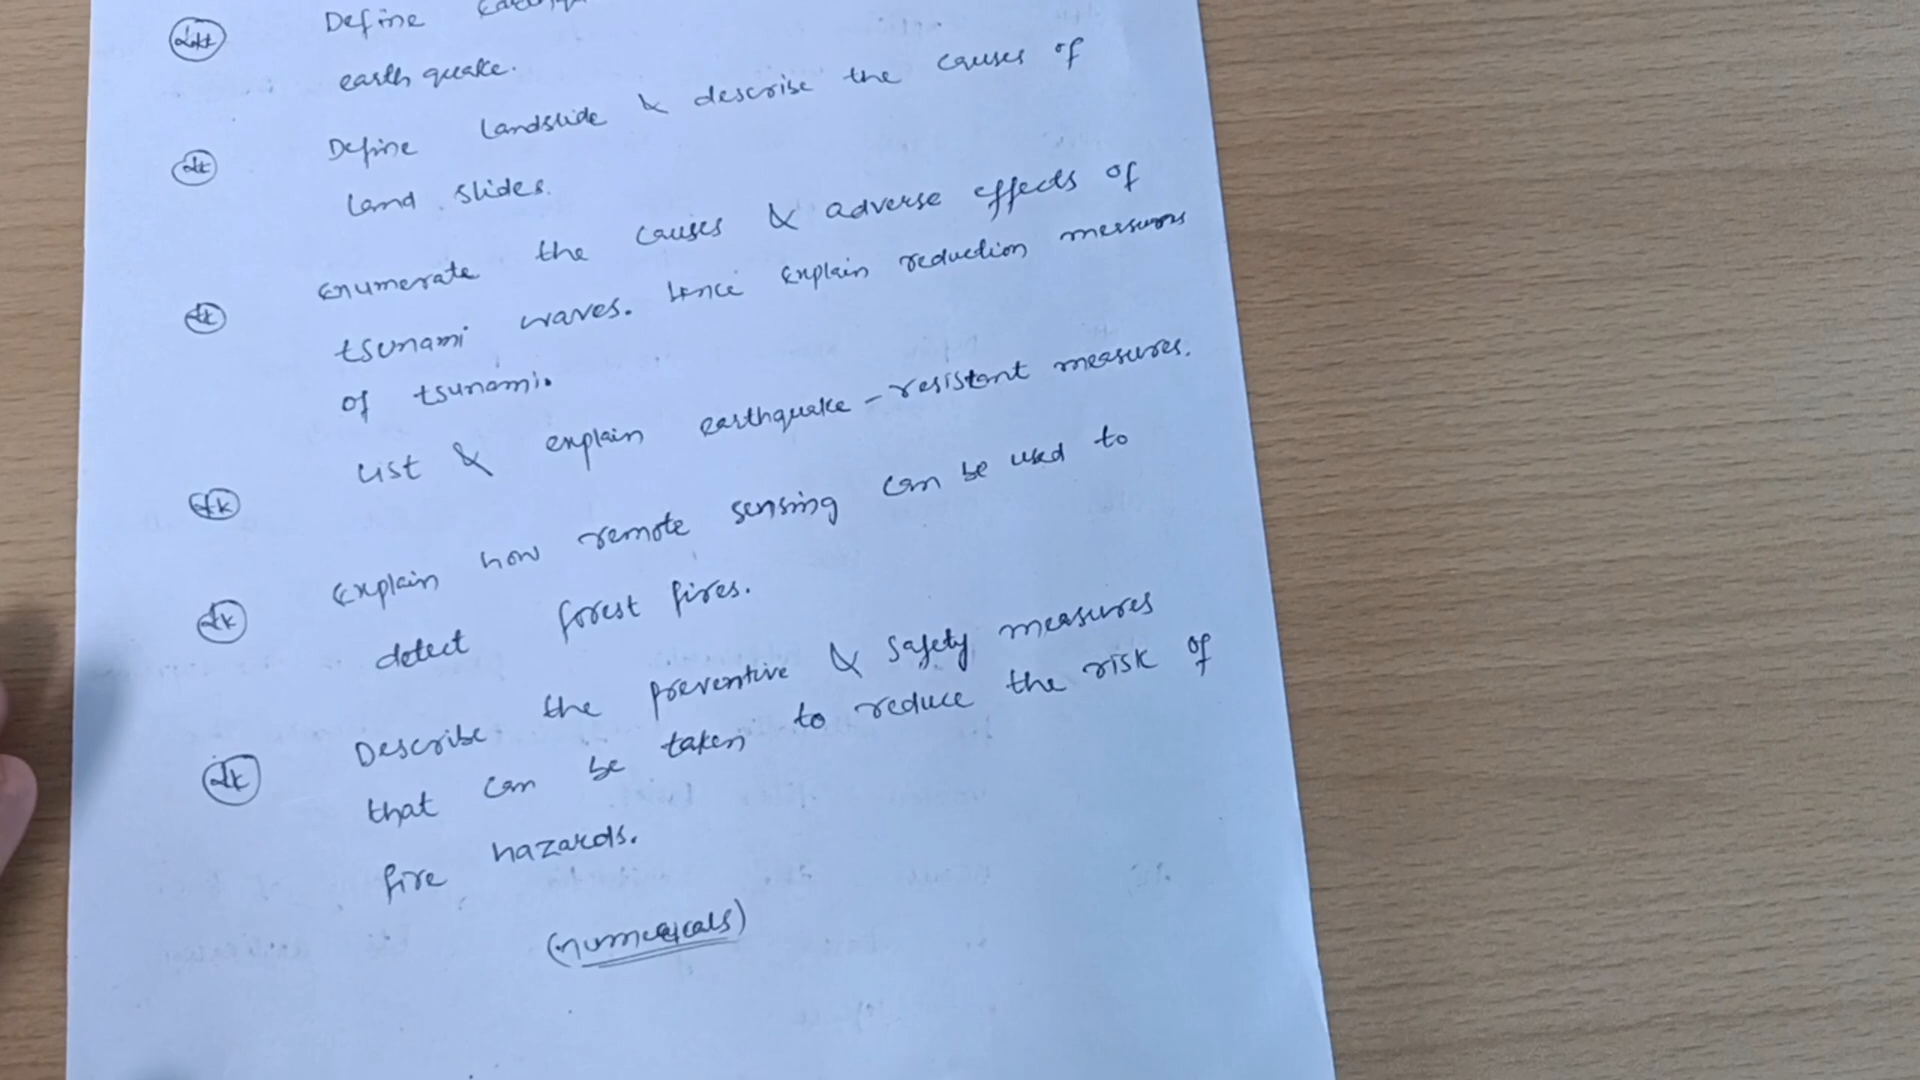 Define
earth quake.
Define landslide & describe the causes of
land slides.
Enumerate the causes & adverse effects of
tsunami waves. Hence Explain reduction measures
of tsunami.
List & explain earthquake - resistant measures.
Explain how remote sensing can be used to
detect forest fires.
Describe the preventive & safety measures
that can be taken to reduce the risk of
fire hazards.
(numericals)